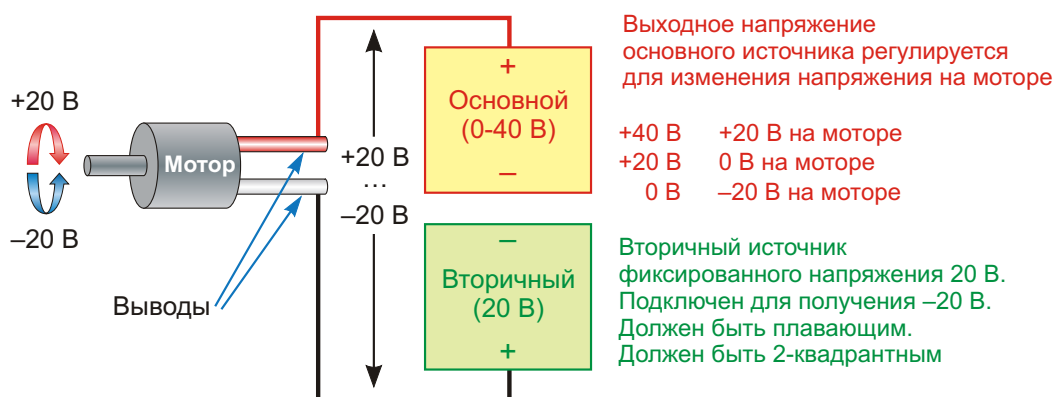 +20 В
–20 В
Мотор
Выводы
+20 В
...
–20 В
+
Основной
(0-40 В)
–
–
Вторичный
(20 В)
+
Выходное напряжение
основного источника регулируется
для изменения напряжения на моторе
+40 В +20 В на моторе
+20 В 0 В на моторе
0 В –20 В на моторе
Вторичный источник
фиксированного напряжения 20 В.
Подключен для получения –20 В.
Должен быть плавающим.
Должен быть 2-квадрантным